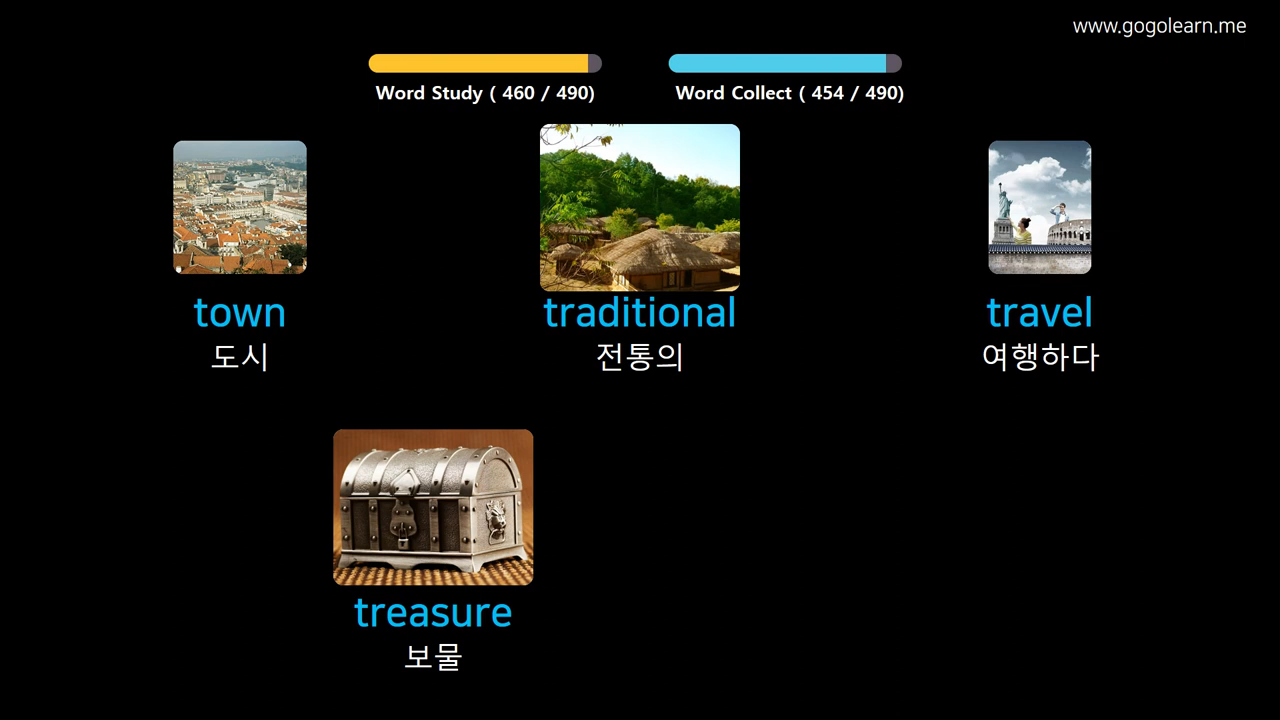 www.gogolearn.me
Word Study ( 460 / 490)
Word Collect ( 454 / 490)
town
traditional
travel
도시
전통의
여행하다
treasure
보물